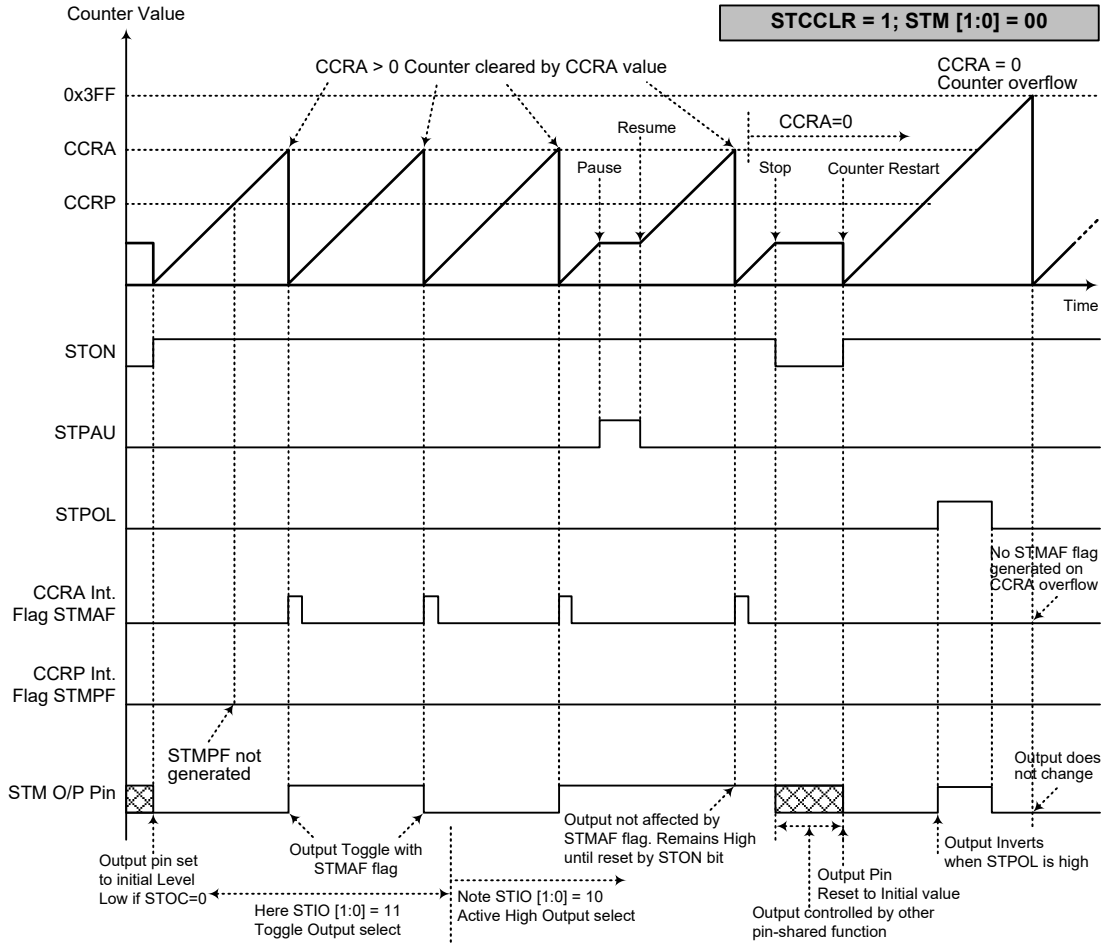 Counter Value
STCCLR = 1; STM [1:0] = 00
CCRA > 0 Counter cleared by CCRA value
CCRA = 0
Counter overflow
0x3FF
CCRA
CCRP
Resume
CCRA=0
Pause
Stop
Counter Restart
Time
STON
STPAU
STPOL
No STMAF flag
generated on
CCRA overflow
CCRA Int.
Flag STMAF
CCRP Int.
Flag STMPF
STMPF not
generated
Output does
not change
STM O/P Pin
Output pin set
to initial Level
Low if STOC=0
Output Toggle with
STMAF flag
Here STIO [1:0] = 11
Toggle Output select
Output not affected by
STMAF flag. Remains High
until reset by STON bit
Note STIO [1:0] = 10
Active High Output select
Output Pin
Reset to Initial value
Output controlled by other
pin-shared function
Output Inverts
when STPOL is high